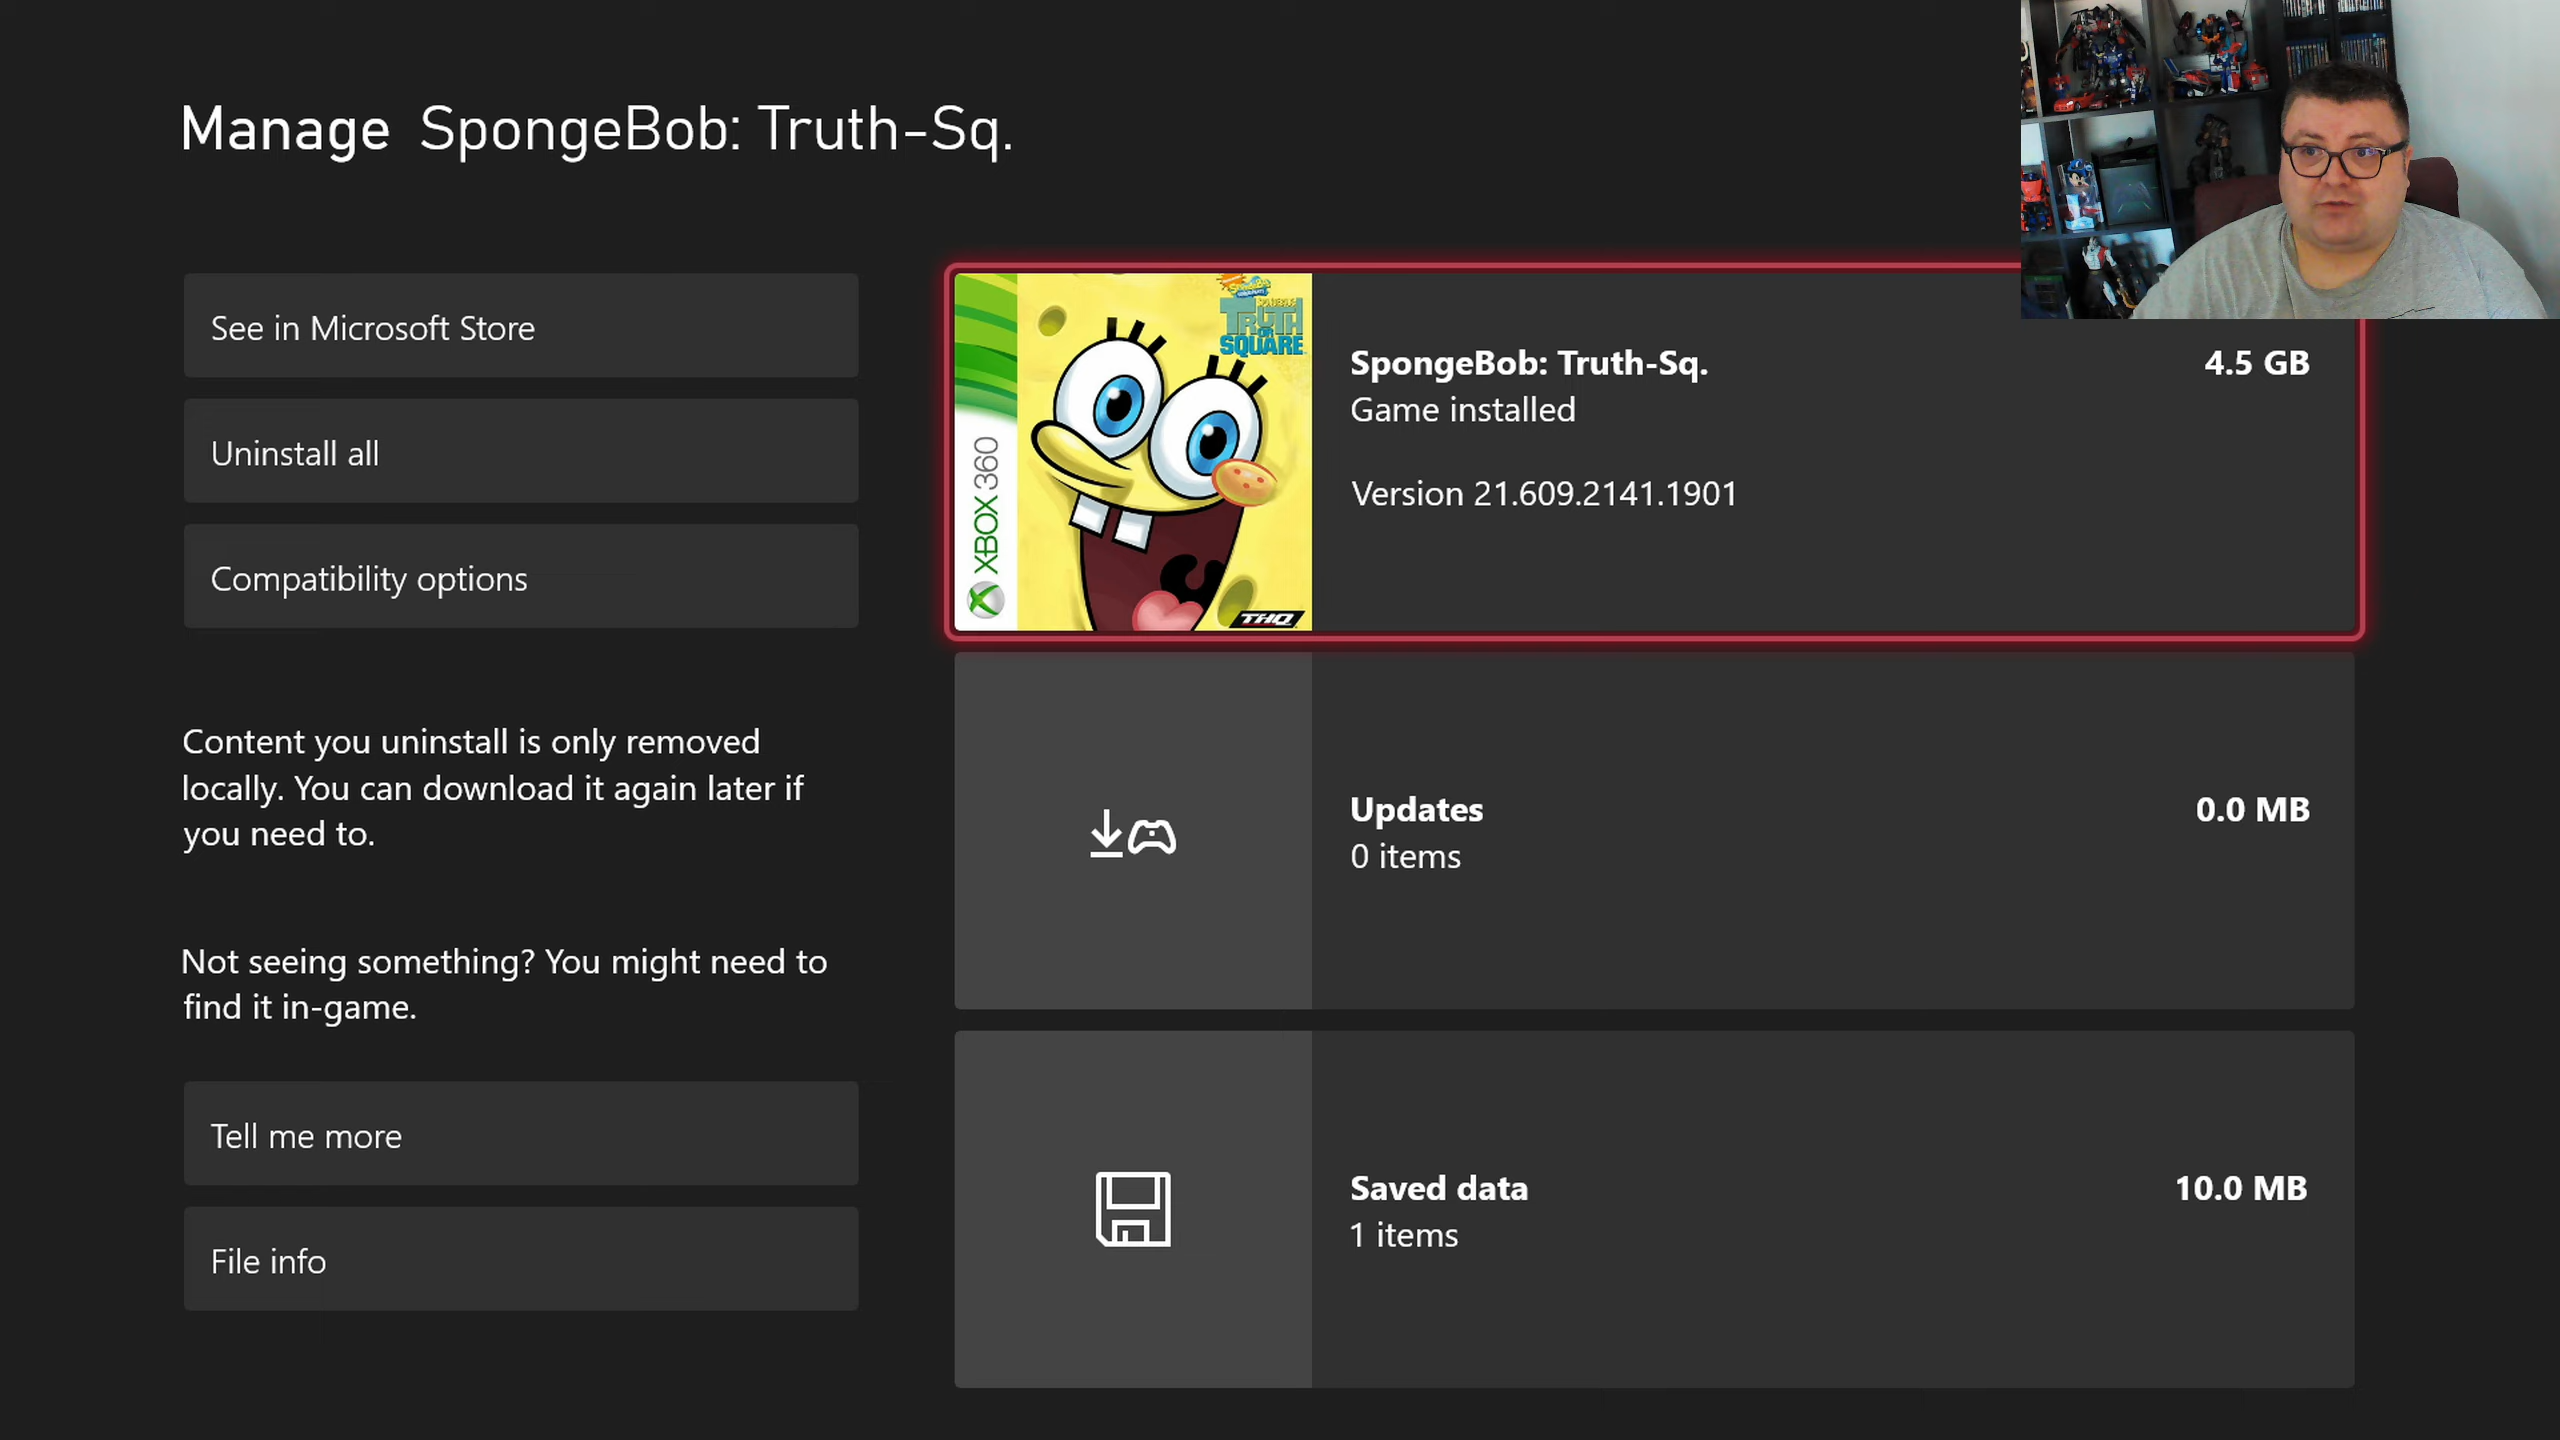 Manage SpongeBob: Truth-Sq.
See in Microsoft Store
Uninstall all
Compatibility options
Content you uninstall is only removed
locally. You can download it again later if
you need to.
Not seeing something? You might need to
find it in-game.
Tell me more
File info
XBOX 360
TRUTH
OR
SQUARE
THQ
SpongeBob: Truth-Sq.
4.5 GB
Game installed
Version 21.609.2141.1901
Updates
0.0 MB
0 items
Saved data
10.0 MB
1 items